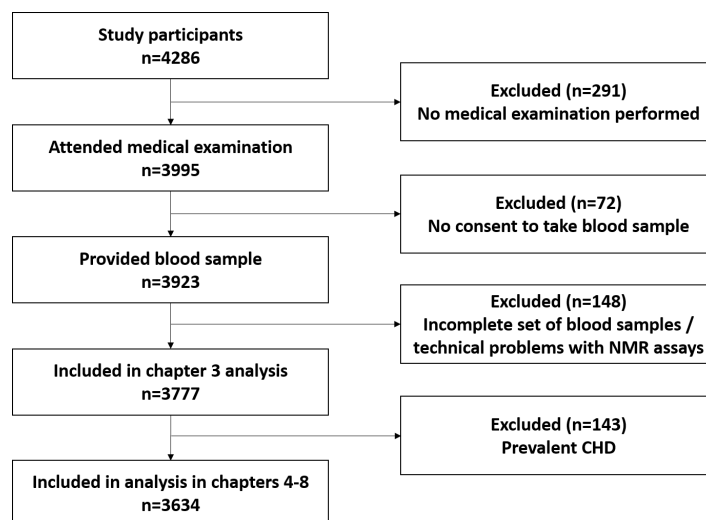 Study participants
n=4286
Excluded (n=291)
No medical examination performed
Attended medical examination
n=3995
Excluded (n=72)
No consent to take blood sample
Provided blood sample
n=3923
Excluded (n=148)
Incomplete set of blood samples /
technical problems with NMR assays
Included in chapter 3 analysis
n=3777
Excluded (n=143)
Prevalent CHD
Included in analysis in chapters 4-8
n=3634